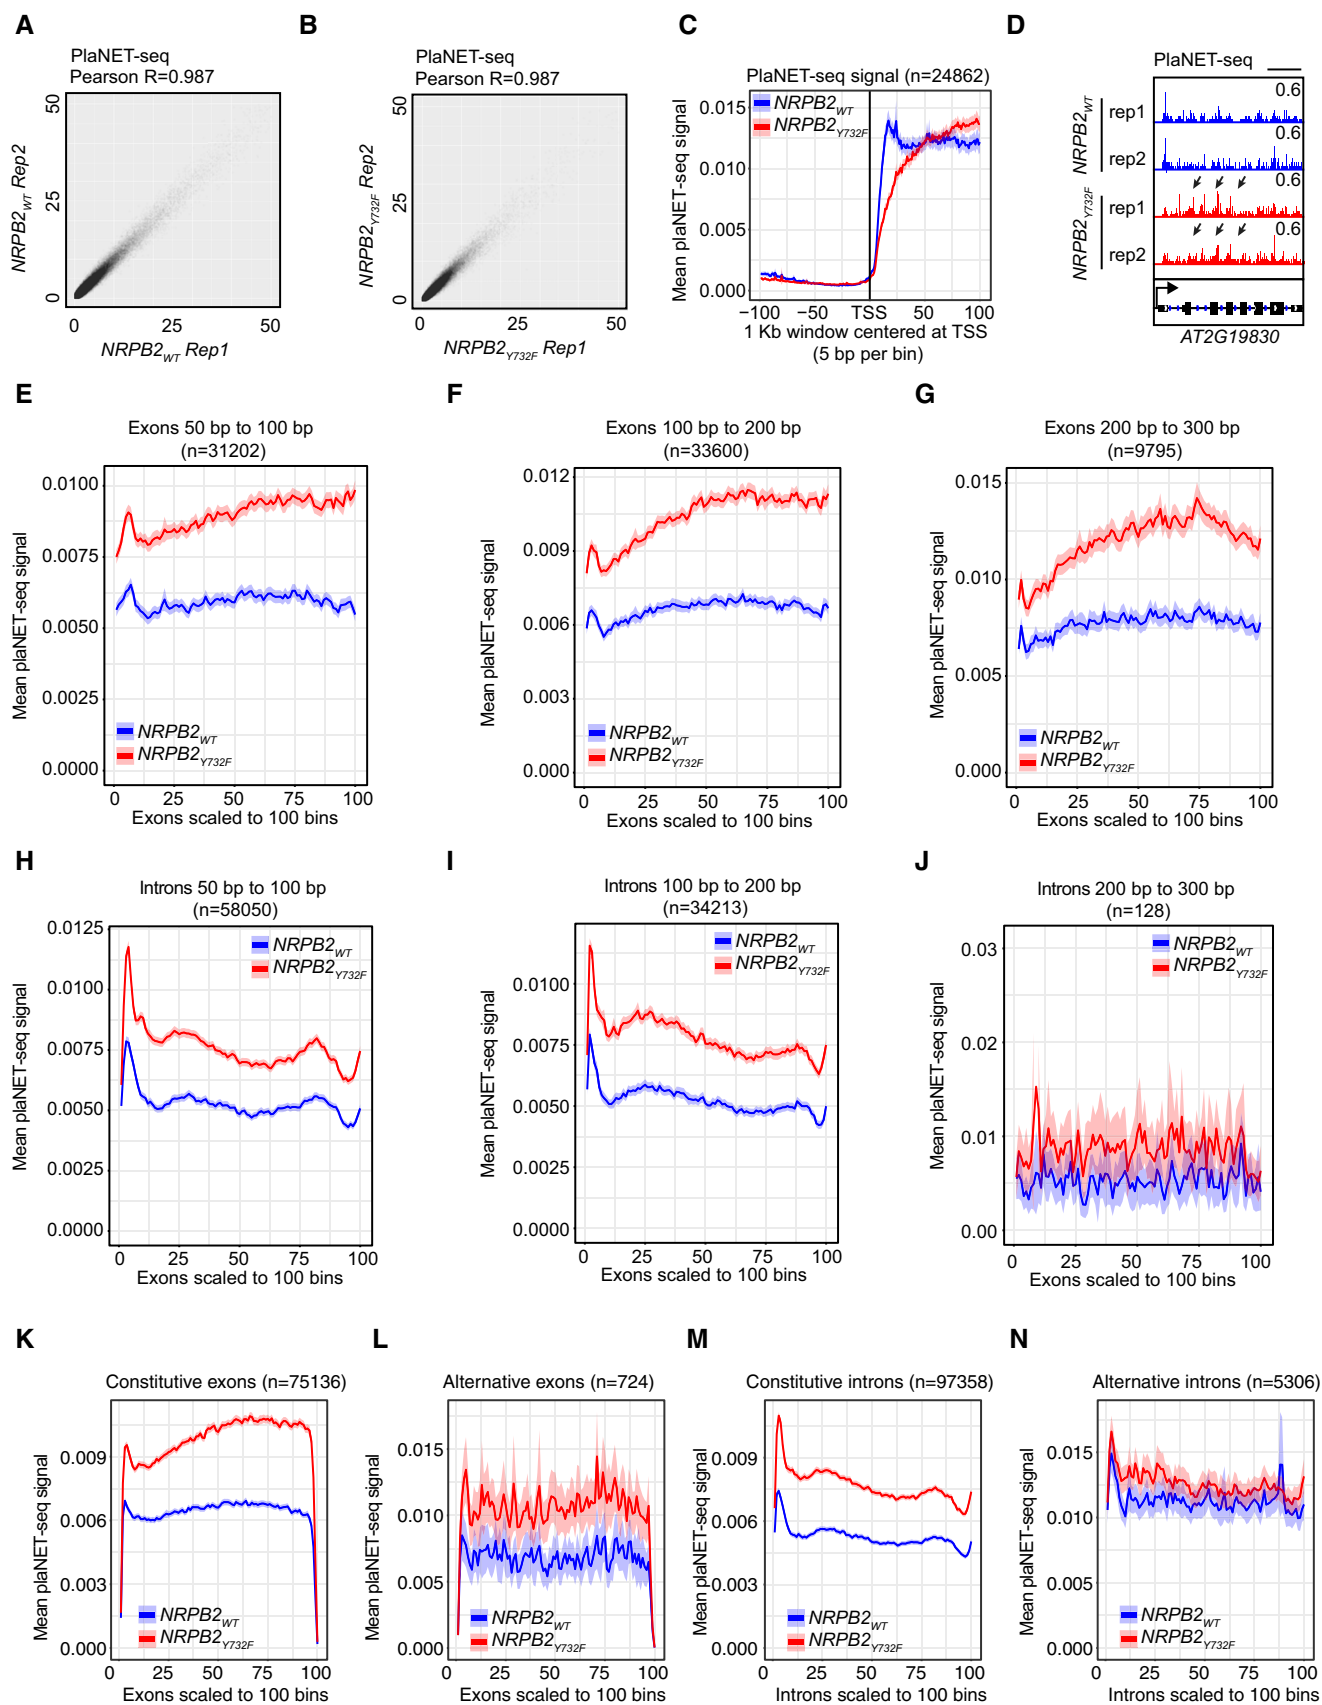 A
PlaNET-seq
Pearson R=0.987
50
25
0
NRPB2WT Rep2
0
25
50
NRPB2WT Rep1
B
PlaNET-seq
Pearson R=0.987
50
25
0
NRPB2Y732F Rep2
0
25
50
NRPB2Y732F Rep1
C
PlaNET-seq signal (n=24862)
NRPB2WT
NRPB2Y732F
Mean plaNET-seq signal
0.015
0.010
0.005
0.000
−100
−50
TSS
50
100
1 Kb window centered at TSS
(5 bp per bin)
D
PlaNET-seq
NRPB2WT
rep1
0.6
rep2
0.6
NRPB2Y732F
rep1
0.6
rep2
0.6
AT2G19830
E
Exons 50 bp to 100 bp
(n=31202)
Mean plaNET-seq signal
0.0100
0.0075
0.0050
0.0025
0.0000
NRPB2WT
NRPB2Y732F
0
25
50
75
100
Exons scaled to 100 bins
F
Exons 100 bp to 200 bp
(n=33600)
Mean plaNET-seq signal
0.012
0.009
0.006
0.003
0.000
NRPB2WT
NRPB2Y732F
0
25
50
75
100
Exons scaled to 100 bins
G
Exons 200 bp to 300 bp
(n=9795)
Mean plaNET-seq signal
0.015
0.010
0.005
0.000
NRPB2WT
NRPB2Y732F
0
25
50
75
100
Exons scaled to 100 bins
H
Introns 50 bp to 100 bp
(n=58050)
Mean plaNET-seq signal
0.0125
0.0100
0.0075
0.0050
0.0025
0.0000
NRPB2WT
NRPB2Y732F
0
25
50
75
100
Exons scaled to 100 bins
I
Introns 100 bp to 200 bp
(n=34213)
Mean plaNET-seq signal
0.0100
0.0075
0.0050
0.0025
0.0000
NRPB2WT
NRPB2Y732F
0
25
50
75
100
Exons scaled to 100 bins
J
Introns 200 bp to 300 bp
(n=128)
Mean plaNET-seq signal
0.03
0.02
0.01
0.00
NRPB2WT
NRPB2Y732F
0
25
50
75
100
Exons scaled to 100 bins
K
Constitutive exons (n=75136)
Mean plaNET-seq signal
0.009
0.006
0.003
0.000
NRPB2WT
NRPB2Y732F
0
25
50
75
100
Exons scaled to 100 bins
L
Alternative exons (n=724)
Mean plaNET-seq signal
0.015
0.010
0.005
0.000
NRPB2WT
NRPB2Y732F
0
25
50
75
100
Exons scaled to 100 bins
M
Constitutive introns (n=97358)
Mean plaNET-seq signal
0.009
0.006
0.003
0.000
NRPB2WT
NRPB2Y732F
0
25
50
75
100
Introns scaled to 100 bins
N
Alternative introns (n=5306)
Mean plaNET-seq signal
0.015
0.010
0.010
0.000
NRPB2WT
NRPB2Y732F
0
25
50
75
100
Introns scaled to 100 bins